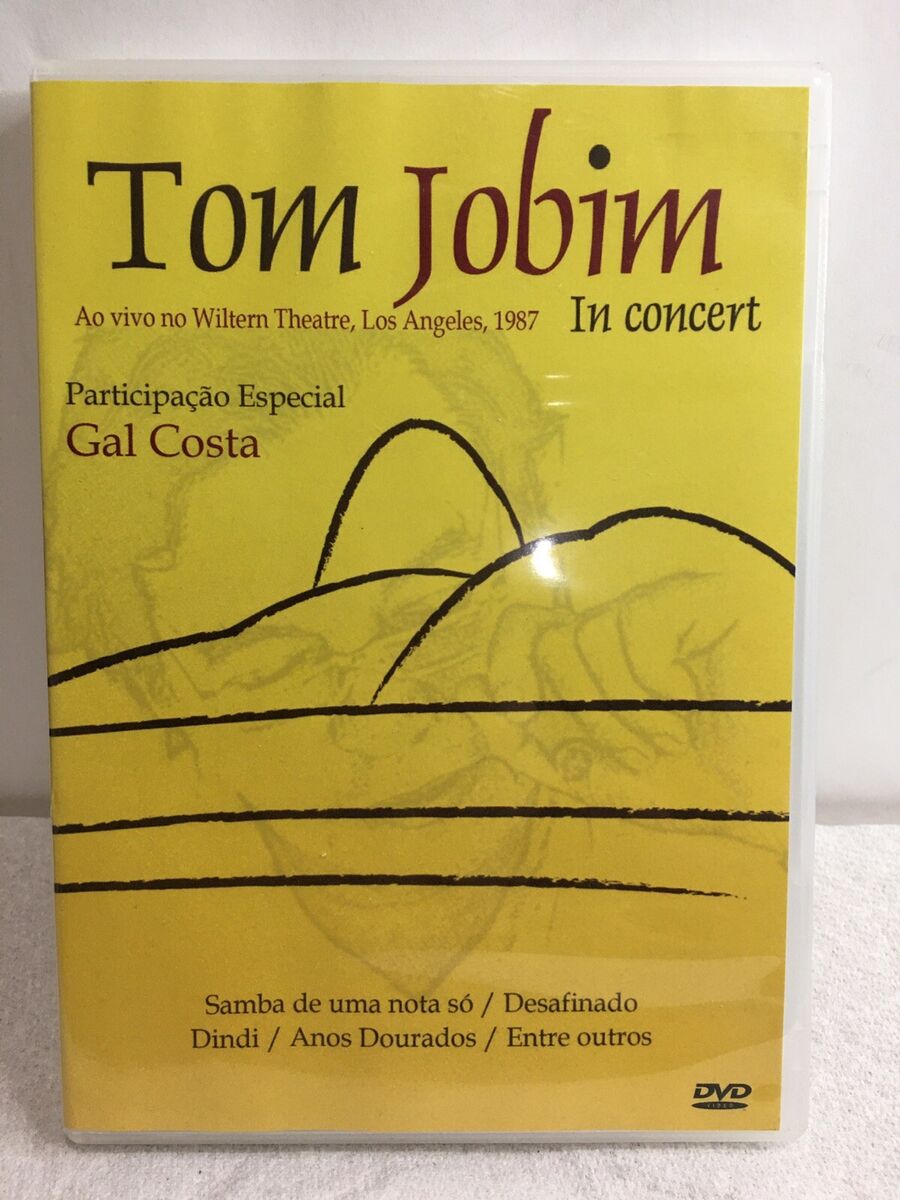 Tom Jobim
Ao vivo no Wiltern Theatre, Los Angeles, 1987 In concert
Participação Especial
Gal Costa
Samba de uma nota só / Desafinado
Dindi / Anos Dourados / Entre outros
DVD
VIDEO